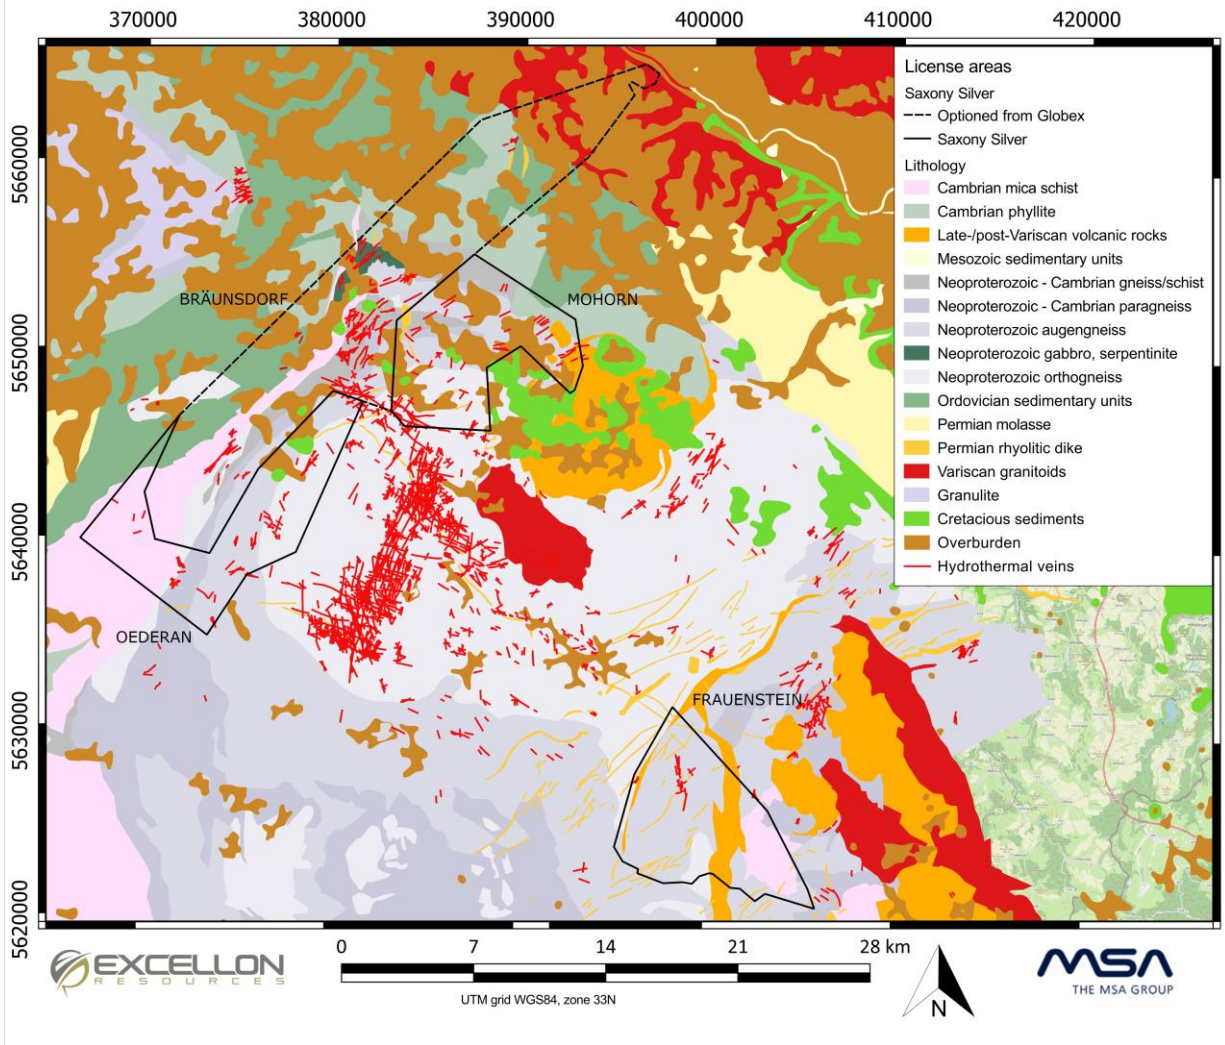 370000 380000 390000 400000 410000 420000
5660000
5650000
5640000
5630000
5620000
License areas
Saxony Silver
Optioned from Globex
Saxony Silver
Lithology
Cambrian mica schist
Cambrian phyllite
Late-/post-Variscan volcanic rocks
Mesozoic sedimentary units
Neoproterozoic - Cambrian gneiss/schist
Neoproterozoic - Cambrian paragneiss
Neoproterozoic augengneiss
Neoproterozoic gabbro, serpentinite
Neoproterozoic orthogneiss
Ordovician sedimentary units
Permian molasse
Permian rhyolitic dike
Variscan granitoids
Granulite
Cretacious sediments
Overburden
Hydrothermal veins
BRÄUNSDORF
MOHORN
OEDERAN
FRAUENSTEIN
EXCELLON
RESOURCES
0 7 14 21 28 km
UTM grid WGS84, zone 33N
N
MSA
THE MSA GROUP